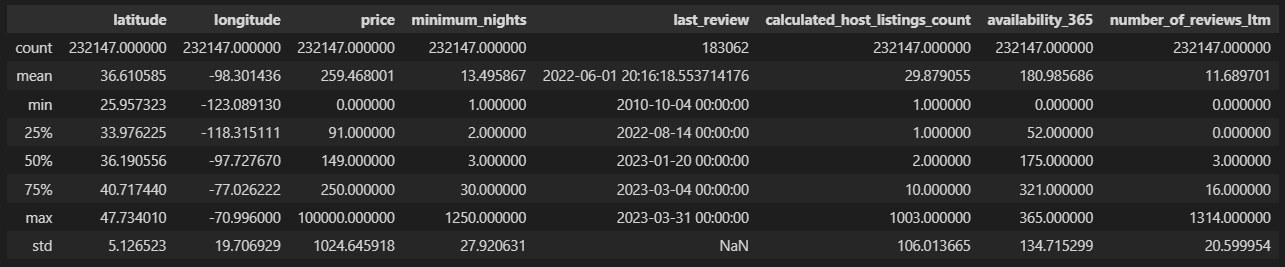 latitude longitude price minimum_nights last_review calculated_host_listings_count availability_365 number_of_reviews_ltm
count 232147.000000 232147.000000 232147.000000 232147.000000 183062 232147.000000 232147.000000 232147.000000
mean 36.610585 -98.301436 259.468001 13.495867 2022-06-01 20:16:18.553714176 29.879055 180.985686 11.689701
min 25.957323 -123.089130 0.000000 1.000000 2010-10-04 00:00:00 1.000000 0.000000 0.000000
25% 33.976225 -118.315111 91.000000 2.000000 2022-08-14 00:00:00 1.000000 52.000000 0.000000
50% 36.190556 -97.727670 149.000000 3.000000 2023-01-20 00:00:00 2.000000 175.000000 3.000000
75% 40.717440 -77.026222 250.000000 30.000000 2023-03-04 00:00:00 10.000000 321.000000 16.000000
max 47.734010 -70.996000 100000.000000 1250.000000 2023-03-31 00:00:00 1003.000000 365.000000 1314.000000
std 5.126523 19.706929 1024.645918 27.920631 NaN 106.013665 134.715299 20.599954